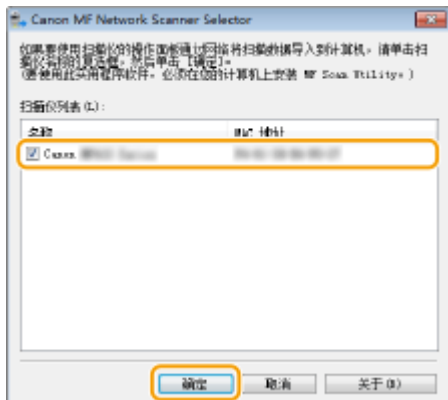 Canon MF Network Scanner Selector
如果要使用扫描仪的操作面板通过网络将扫描数据导入到计算机，请单击扫
描仪名称的复选框，然后单击 [确定]。
(要使用此实用程序软件，必须在您的计算机上安装 MF Scan Utility。)
扫描仪列表 (L):
名称 MAC 地址
Canon
确定 取消 关于 (B)